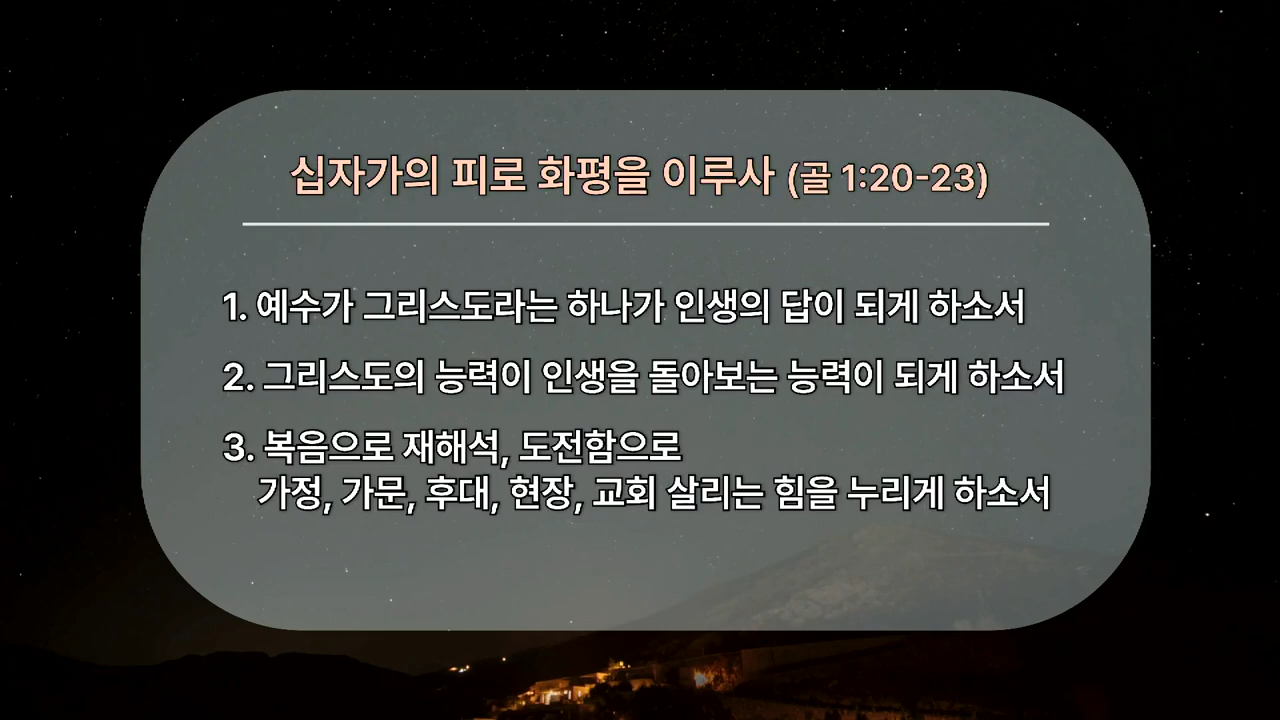 십자가의 피로 화평을 이루사 (골 1:20-23)
1. 예수가 그리스도라는 하나가 인생의 답이 되게 하소서
2. 그리스도의 능력이 인생을 돌아보는 능력이 되게 하소서
3. 복음으로 재해석, 도전함으로
가정, 가문, 후대, 현장, 교회 살리는 힘을 누리게 하소서